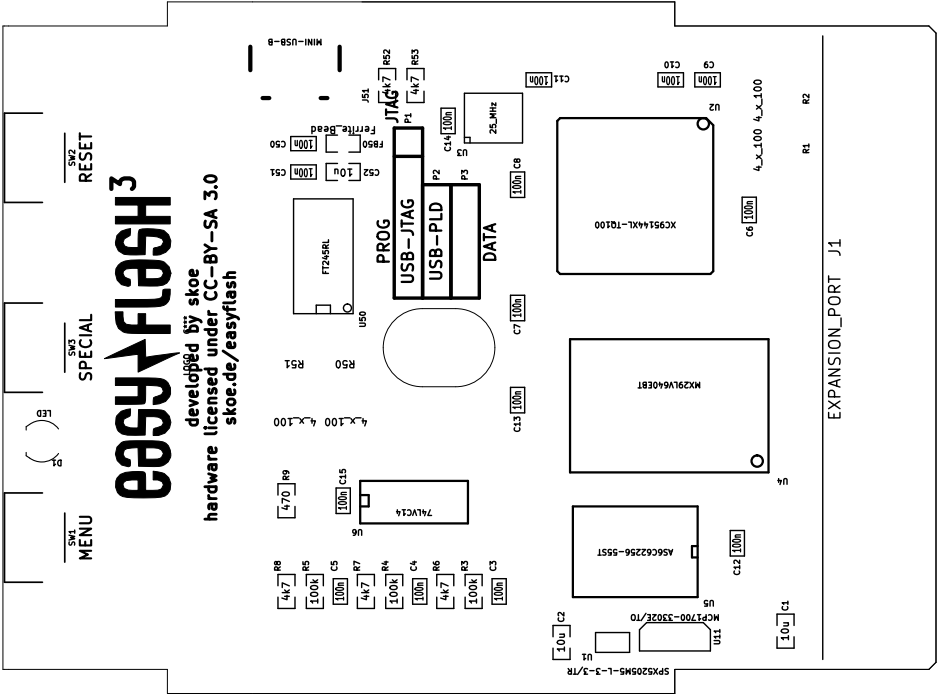 MINI-USB-B
R52
R53
4k7
4k7
J51
JTAG
P1
C11
100n
C10
C9
100n
100n
4_x_100
R2
U2
25_MHz
100n
C14
U3
Ferrite_Bead
C50
100n
FB50
C51
100n
10u
C52
4_x_100
R1
SW2
RESET
C8
100n
P2
P3
PROG
USB-JTAG
USB-PLD
DATA
FT245RL
U50
XC95144XL-TQ100
100n
C6
J1
EXPANSION_PORT
easy flash 3
developed by skoe
hardware licensed under CC-BY-SA 3.0
skoe.de/easyflash
LOGO
SW3
SPECIAL
100n
C7
R51
R50
MX29LV640EBT
100n
C13
4_x_100
4_x_100
LED
D1
U4
R9
470
C15
100n
74LVC14
U6
SW1
MENU
AS6C62256-55ST
100n
C12
U5
R8
4k7
R5
100k
C5
100n
R7
4k7
R4
100k
C4
100n
R6
4k7
R3
100k
C3
100n
C2
10u
U1
MCP1700-3302E/TO
U11
C1
10u
SPX5205M5-L-3-3/TR